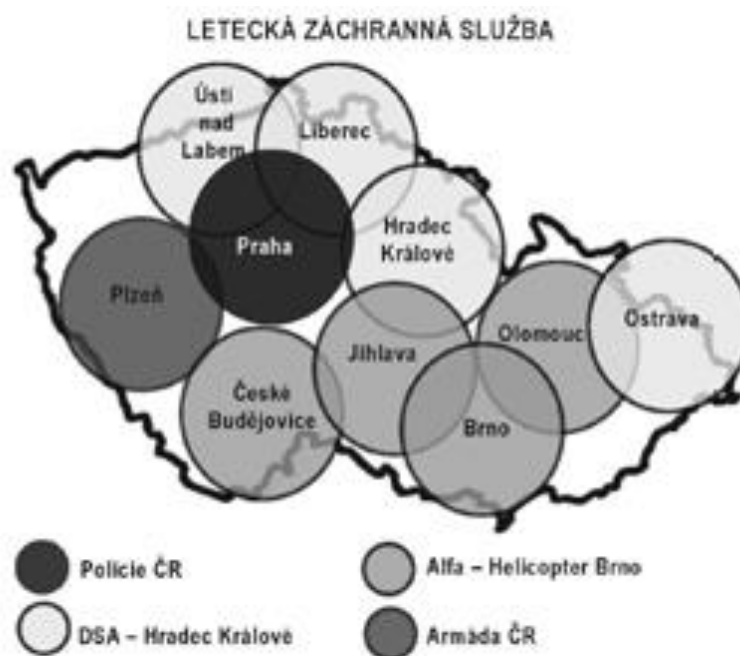 LETECKÁ ZÁCHRANNÁ SLUŽBA
Ústí
nad
Labem
Liberec
Praha
Hradec
Králové
Plzeň
Jihlava
Olomouc
Ostrava
České
Budějovice
Brno
Policie ČR
Alfa – Helicopter Brno
DSA – Hradec Králové
Armáda ČR